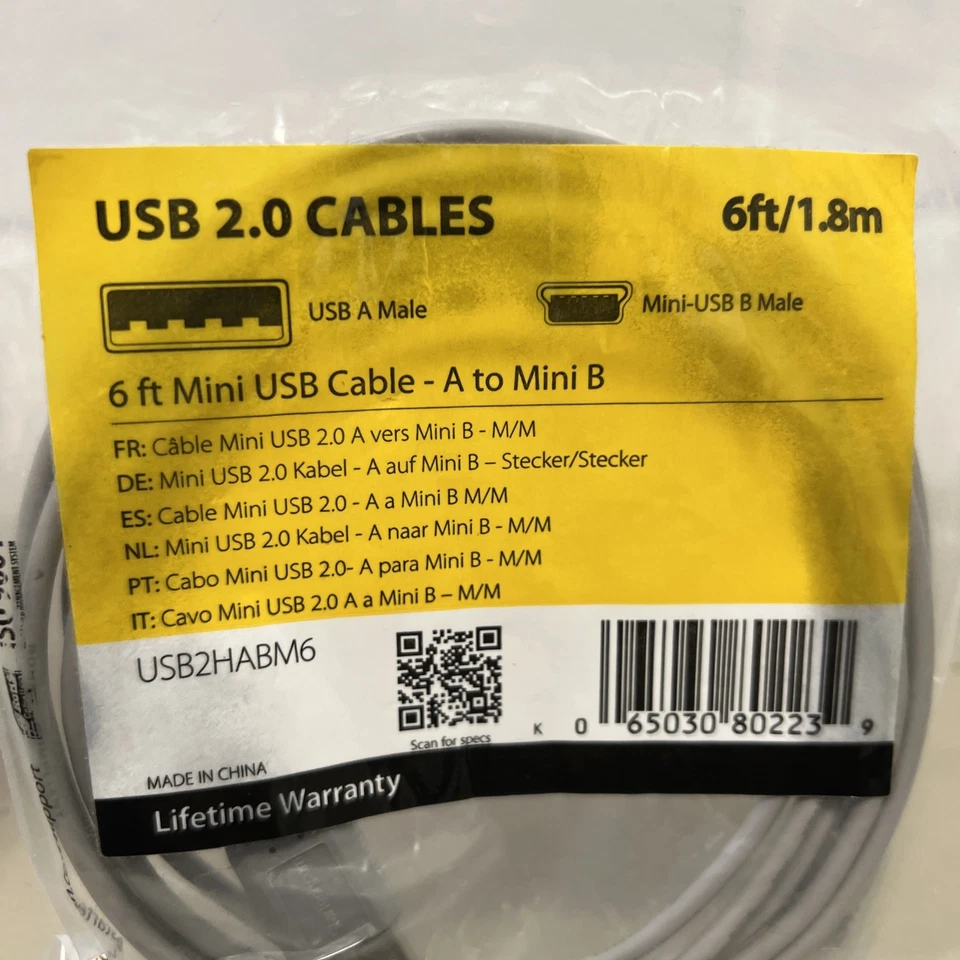 USB 2.0 CABLES
6ft/1.8m
USB A Male
Mini-USB B Male
6 ft Mini USB Cable - A to Mini B
FR: Câble Mini USB 2.0 A vers Mini B - M/M
DE: Mini USB 2.0 Kabel - A auf Mini B – Stecker/Stecker
ES: Cable Mini USB 2.0 - A a Mini B M/M
NL: Mini USB 2.0 Kabel - A naar Mini B - M/M
PT: Cabo Mini USB 2.0- A para Mini B - M/M
IT: Cavo Mini USB 2.0 A a Mini B – M/M
USB2HABM6
Scan for specs
K 0 65030 80223 9
MADE IN CHINA
Lifetime Warranty